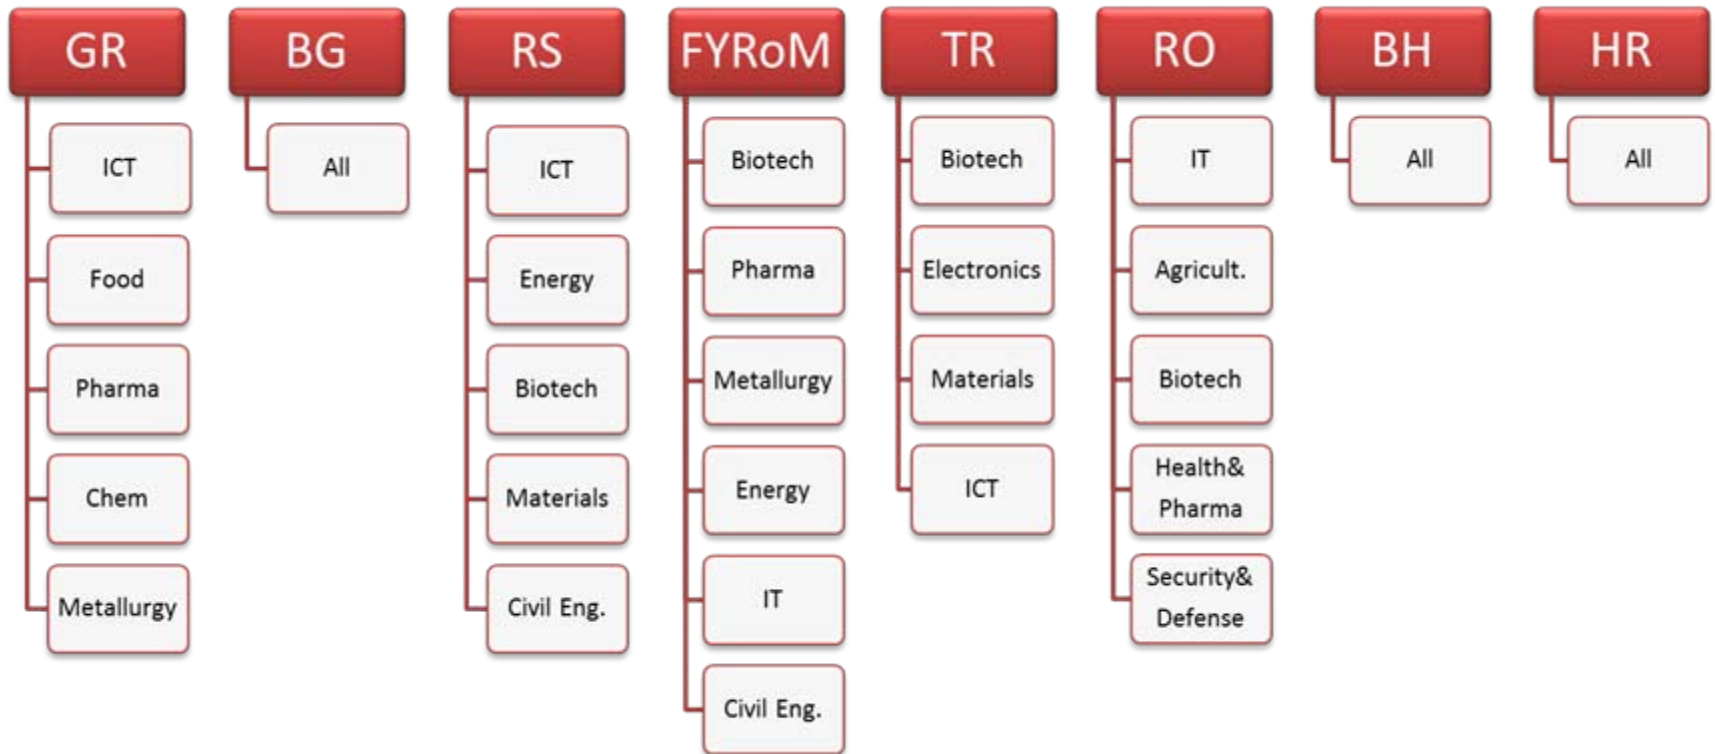 GR
ICT
Food
Pharma
Chem
Metallurgy
BG
All
RS
ICT
Energy
Biotech
Materials
Civil Eng.
FYRoM
Biotech
Pharma
Metallurgy
Energy
IT
Civil Eng.
TR
Biotech
Electronics
Materials
ICT
RO
IT
Agricult.
Biotech
Health&
Pharma
Security&
Defense
BH
All
HR
All